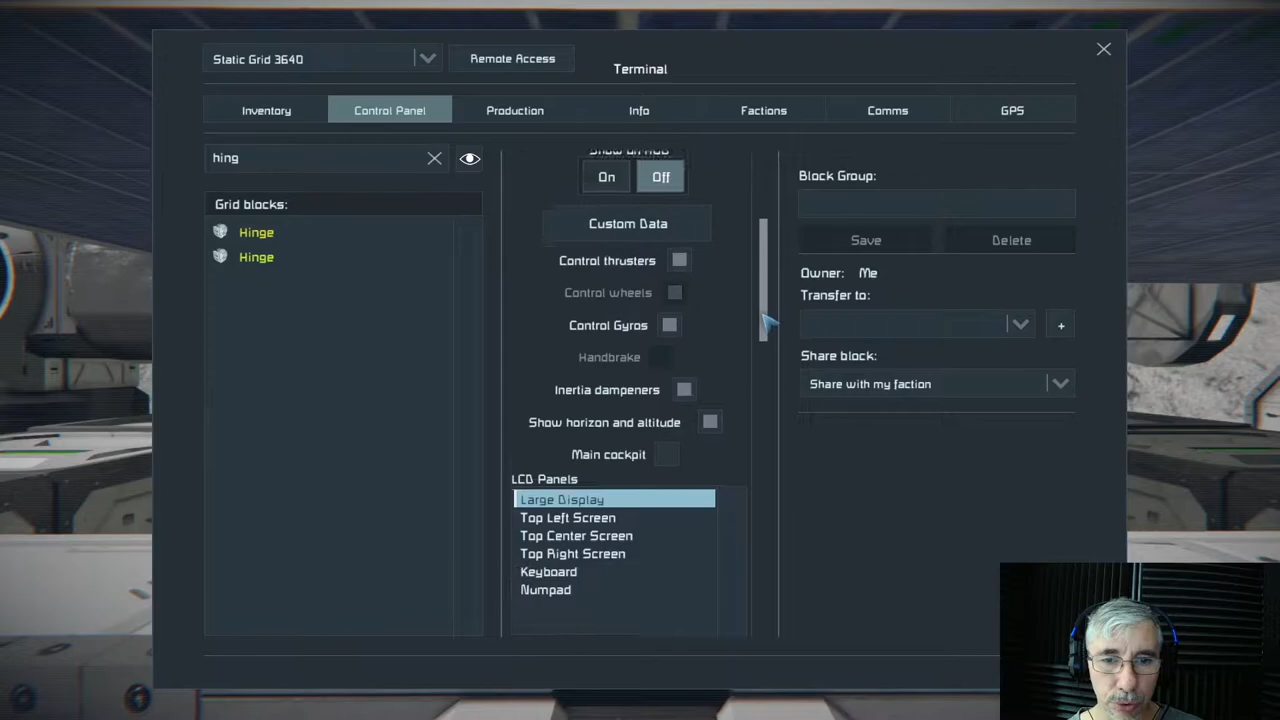 Static Grid 3640
Remote Access
Terminal
Inventory
Control Panel
Production
Info
Factions
Comms
GPS
hing
Grid blocks:
Hinge
Hinge
Show on HUD
On
Off
Custom Data
Control thrusters
Control wheels
Control Gyros
Handbrake
Inertia dampeners
Show horizon and altitude
Main cockpit
LCD Panels
Large Display
Top Left Screen
Top Center Screen
Top Right Screen
Keyboard
Numpad
Block Group:
Save
Delete
Owner: Me
Transfer to:
+
Share block:
Share with my faction